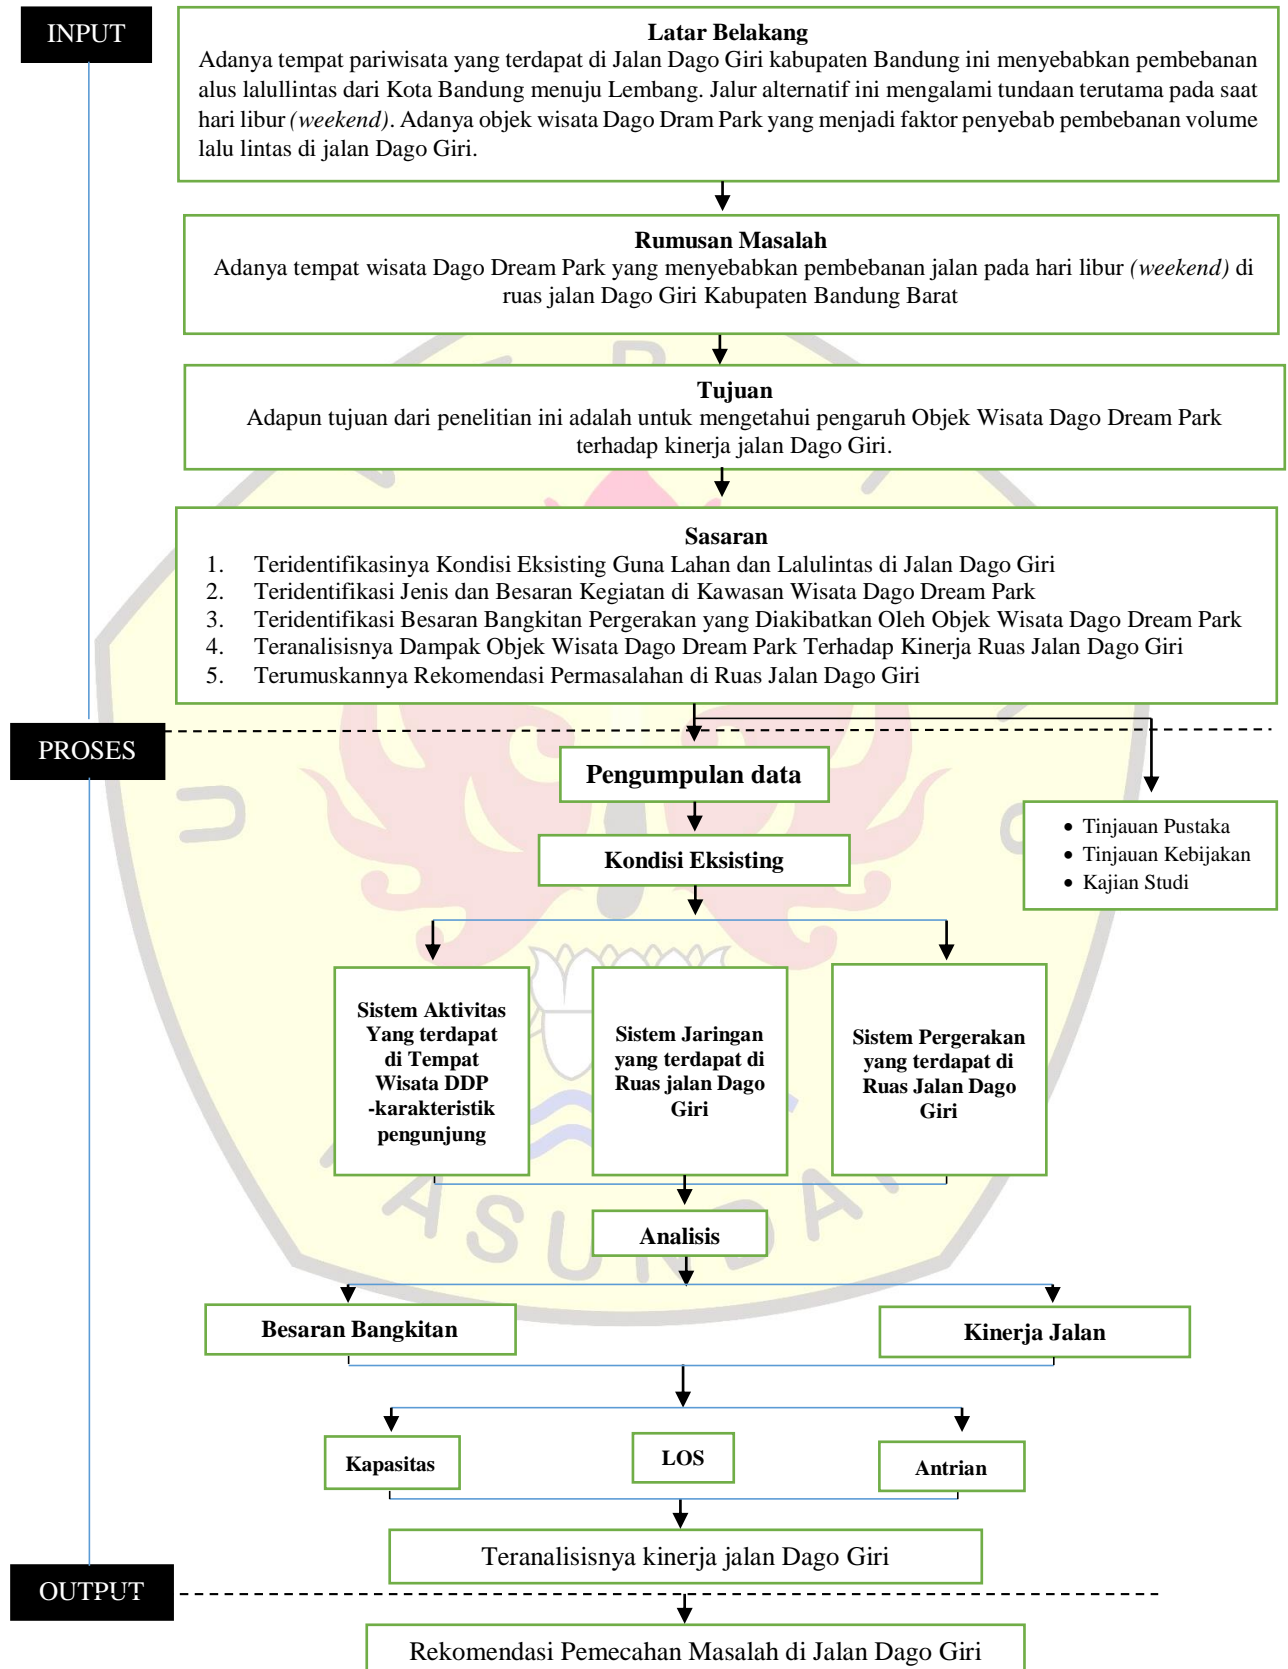 INPUT
Latar Belakang
Adanya tempat pariwisata yang terdapat di Jalan Dago Giri kabupaten Bandung ini menyebabkan pembebanan
alus lalullintas dari Kota Bandung menuju Lembang. Jalur alternatif ini mengalami tundaan terutama pada saat
hari libur (weekend). Adanya objek wisata Dago Dram Park yang menjadi faktor penyebab pembebanan volume
lalu lintas di jalan Dago Giri.
Rumusan Masalah
Adanya tempat wisata Dago Dream Park yang menyebabkan pembebanan jalan pada hari libur (weekend) di
ruas jalan Dago Giri Kabupaten Bandung Barat
Tujuan
Adapun tujuan dari penelitian ini adalah untuk mengetahui pengaruh Objek Wisata Dago Dream Park
terhadap kinerja jalan Dago Giri.
Sasaran
1. Teridentifikasinya Kondisi Eksisting Guna Lahan dan Lalulintas di Jalan Dago Giri
2. Teridentifikasi Jenis dan Besaran Kegiatan di Kawasan Wisata Dago Dream Park
3. Teridentifikasi Besaran Bangkitan Pergerakan yang Diakibatkan Oleh Objek Wisata Dago Dream Park
4. Teranalisisnya Dampak Objek Wisata Dago Dream Park Terhadap Kinerja Ruas Jalan Dago Giri
5. Terumuskannya Rekomendasi Permasalahan di Ruas Jalan Dago Giri
PROSES
Pengumpulan data
• Tinjauan Pustaka
• Tinjauan Kebijakan
• Kajian Studi
Kondisi Eksisting
Sistem Aktivitas
Yang terdapat
di Tempat
Wisata DDP
-karakteristik
pengunjung
Sistem Jaringan
yang terdapat di
Ruas jalan Dago
Giri
Sistem Pergerakan
yang terdapat di
Ruas Jalan Dago
Giri
ASUNDA
Analisis
Besaran Bangkitan
Kinerja Jalan
Kapasitas
LOS
Antrian
Teranalisisnya kinerja jalan Dago Giri
OUTPUT
Rekomendasi Pemecahan Masalah di Jalan Dago Giri